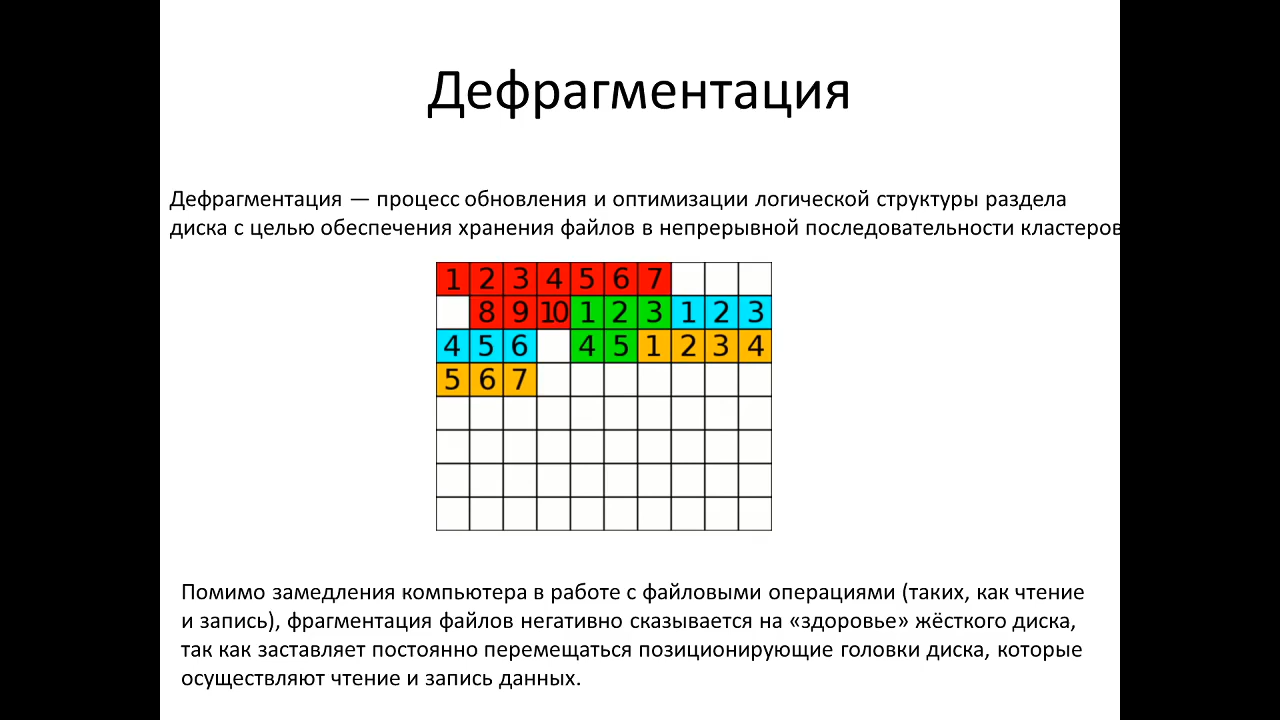 Дефрагментация
Дефрагментация — процесс обновления и оптимизации логической структуры раздела
диска с целью обеспечения хранения файлов в непрерывной последовательности кластеров
1 2 3 4 5 6 7
8 9 10 1 2 3 1 2 3
4 5 6 4 5 1 2 3 4
5 6 7
Помимо замедления компьютера в работе с файловыми операциями (таких, как чтение
и запись), фрагментация файлов негативно сказывается на «здоровье» жёсткого диска,
так как заставляет постоянно перемещаться позиционирующие головки диска, которые
осуществляют чтение и запись данных.